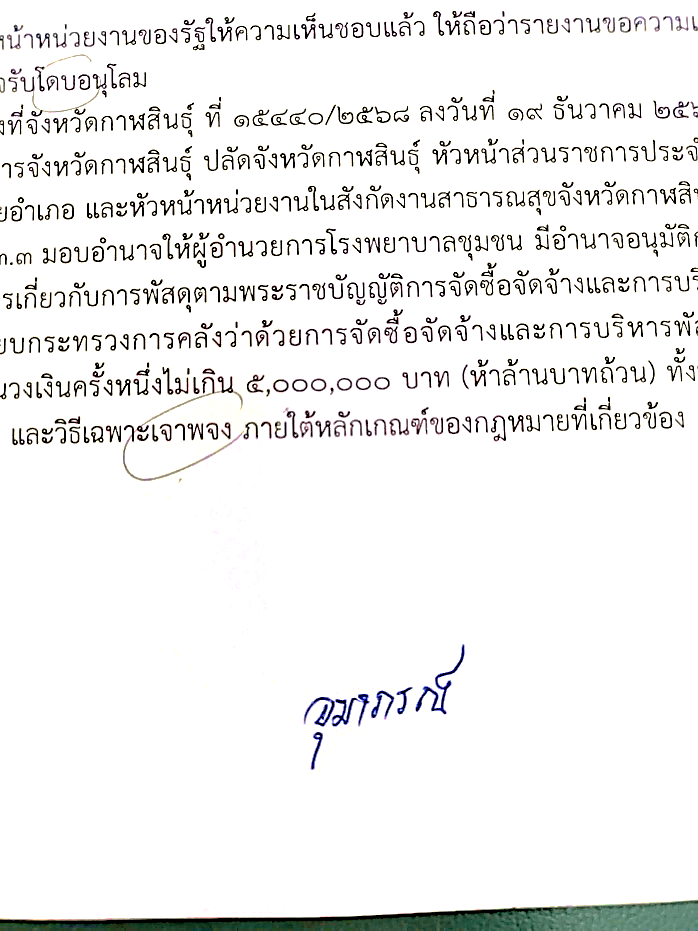 หน้าหน่วยงานของรัฐให้ความเห็นชอบแล้ว ให้ถือว่ารายงานขอความเ
รับโดบอนุโลม
ที่จังหวัดกาฬสินธุ์ ที่ ๑๕๔๔๐/๒๕๖๘ ลงวันที่ ๑๙ ธันวาคม ๒๕๖
การจังหวัดกาฬสินธุ์ ปลัดจังหวัดกาฬสินธุ์ หัวหน้าส่วนราชการประจำ
ยอำเภอ และหัวหน้าหน่วยงานในสังกัดงานสาธารณสุขจังหวัดกาฬสิน
๓.๓ มอบอำนาจให้ผู้อำนวยการโรงพยาบาลชุมชน มีอำนาจอนุมัติ
รเกี่ยวกับการพัสดุตามพระราชบัญญัติการจัดซื้อจัดจ้างและการบริ
ยบกระทรวงการคลังว่าด้วยการจัดซื้อจัดจ้างและการบริหารพัส
นวงเงินครั้งหนึ่งไม่เกิน ๕,๐๐๐,๐๐๐ บาท (ห้าล้านบาทถ้วน) ทั้ง
และวิธีเฉพาะเจาพจง ภายใต้หลักเกณฑ์ของกฎหมายที่เกี่ยวข้อง
จุฬาภรณ์